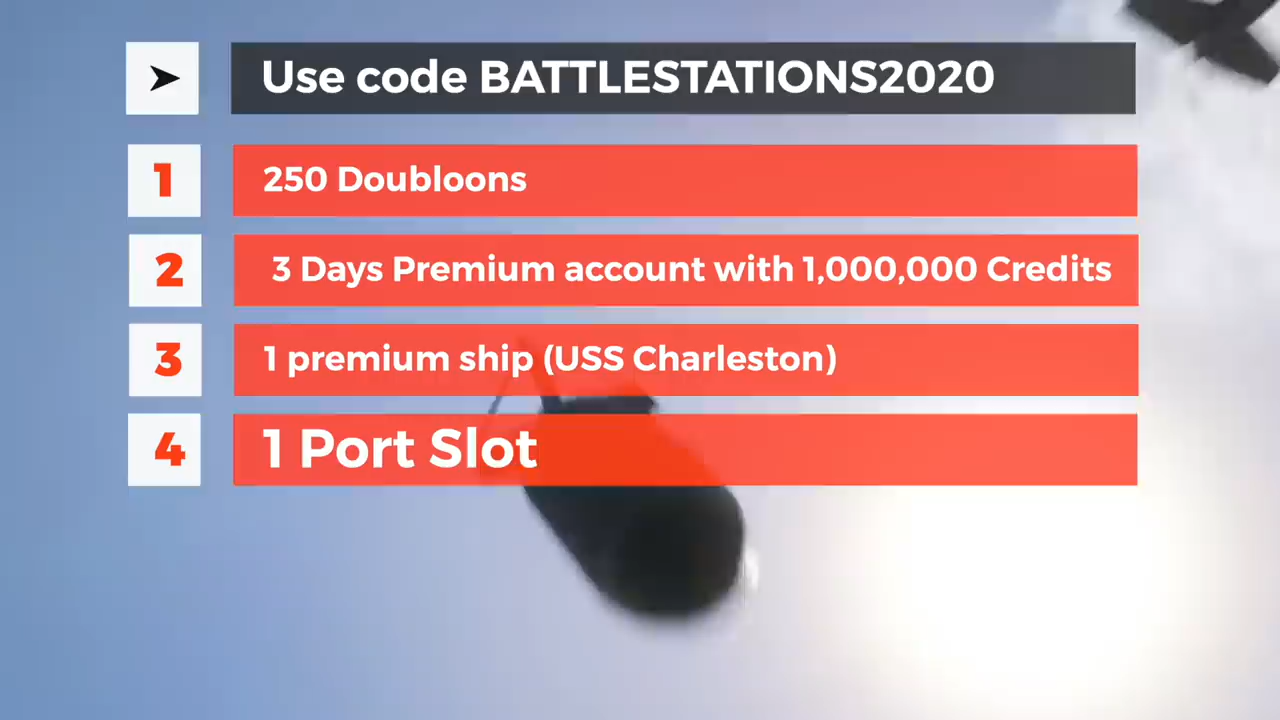 ➤ Use code BATTLESTATIONS2020
1 250 Doubloons
2 3 Days Premium account with 1,000,000 Credits
3 1 premium ship (USS Charleston)
4 1 Port Slot